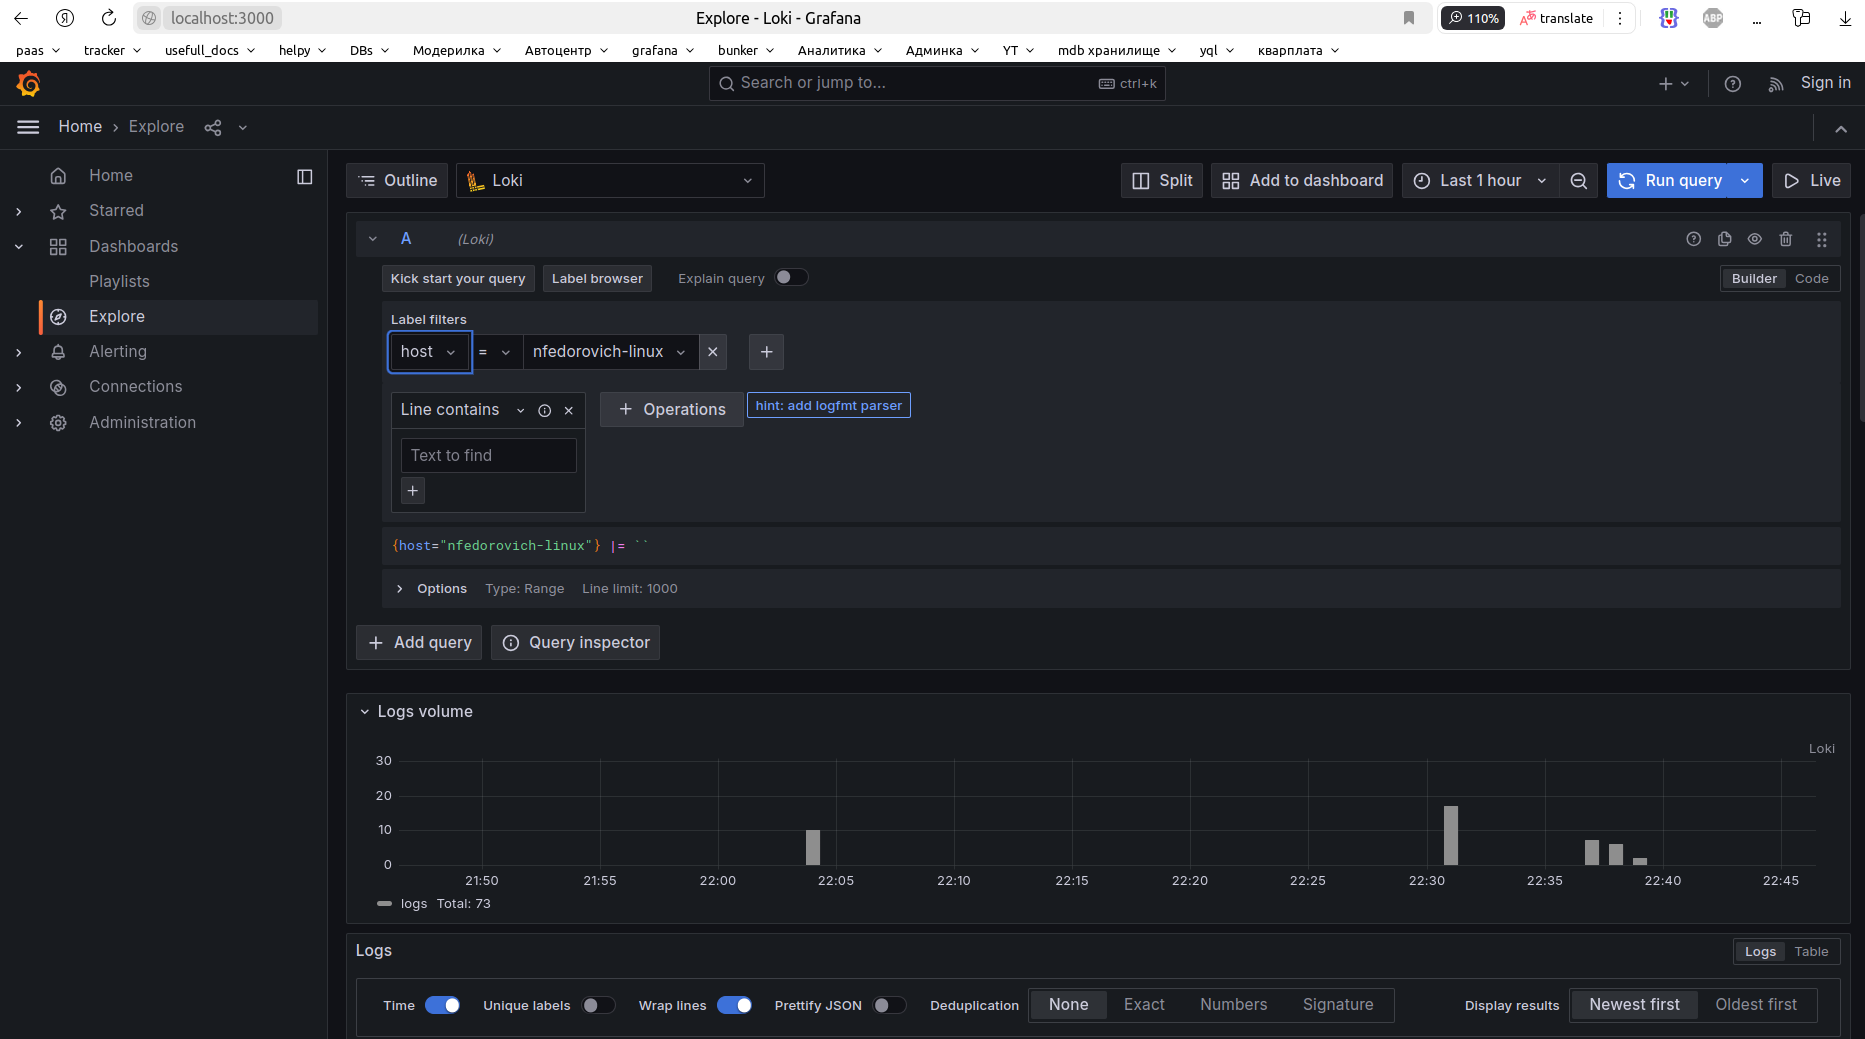 localhost:3000
Explore - Loki - Grafana
110%
translate
ABP
paas
tracker
usefull_docs
helpy
DBs
Модерилка
Автоцентр
grafana
bunker
Аналитика
Админка
YT
mdb хранилище
yql
кварплата
Search or jump to...
ctrl+k
Sign in
Home › Explore
Home
Starred
Dashboards
Playlists
Explore
Alerting
Connections
Administration
Outline
Loki
Split
Add to dashboard
Last 1 hour
Run query
Live
A
(Loki)
Kick start your query
Label browser
Explain query
Builder
Code
Label filters
host
=
nfedorovich-linux
Line contains
Operations
hint: add logfmt parser
Text to find
{host="nfedorovich-linux"} |= ``
Options
Type: Range
Line limit: 1000
Add query
Query inspector
Logs volume
Loki
30
20
10
0
21:50
21:55
22:00
22:05
22:10
22:15
22:20
22:25
22:30
22:35
22:40
22:45
logs Total: 73
Logs
Logs
Table
Time
Unique labels
Wrap lines
Prettify JSON
Deduplication
None
Exact
Numbers
Signature
Display results
Newest first
Oldest first